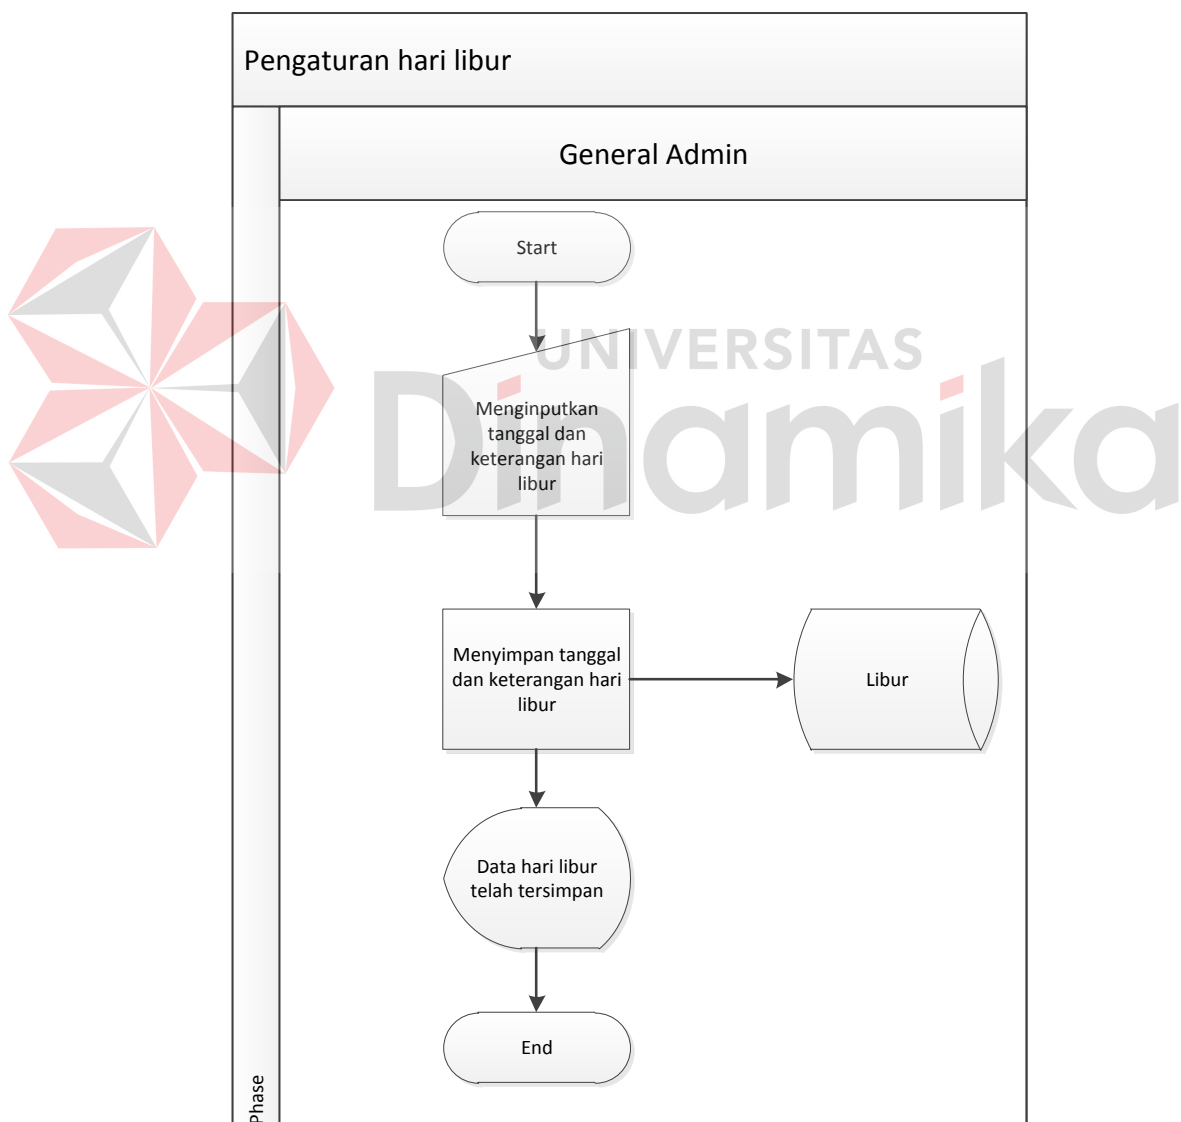 Pengaturan hari libur
General Admin
Start
UNIVERSITAS
Dinamika
Menginputkan
tanggal dan
keterangan hari
libur
Menyimpan tanggal
dan keterangan hari
libur
Libur
Data hari libur
telah tersimpan
End
Phase